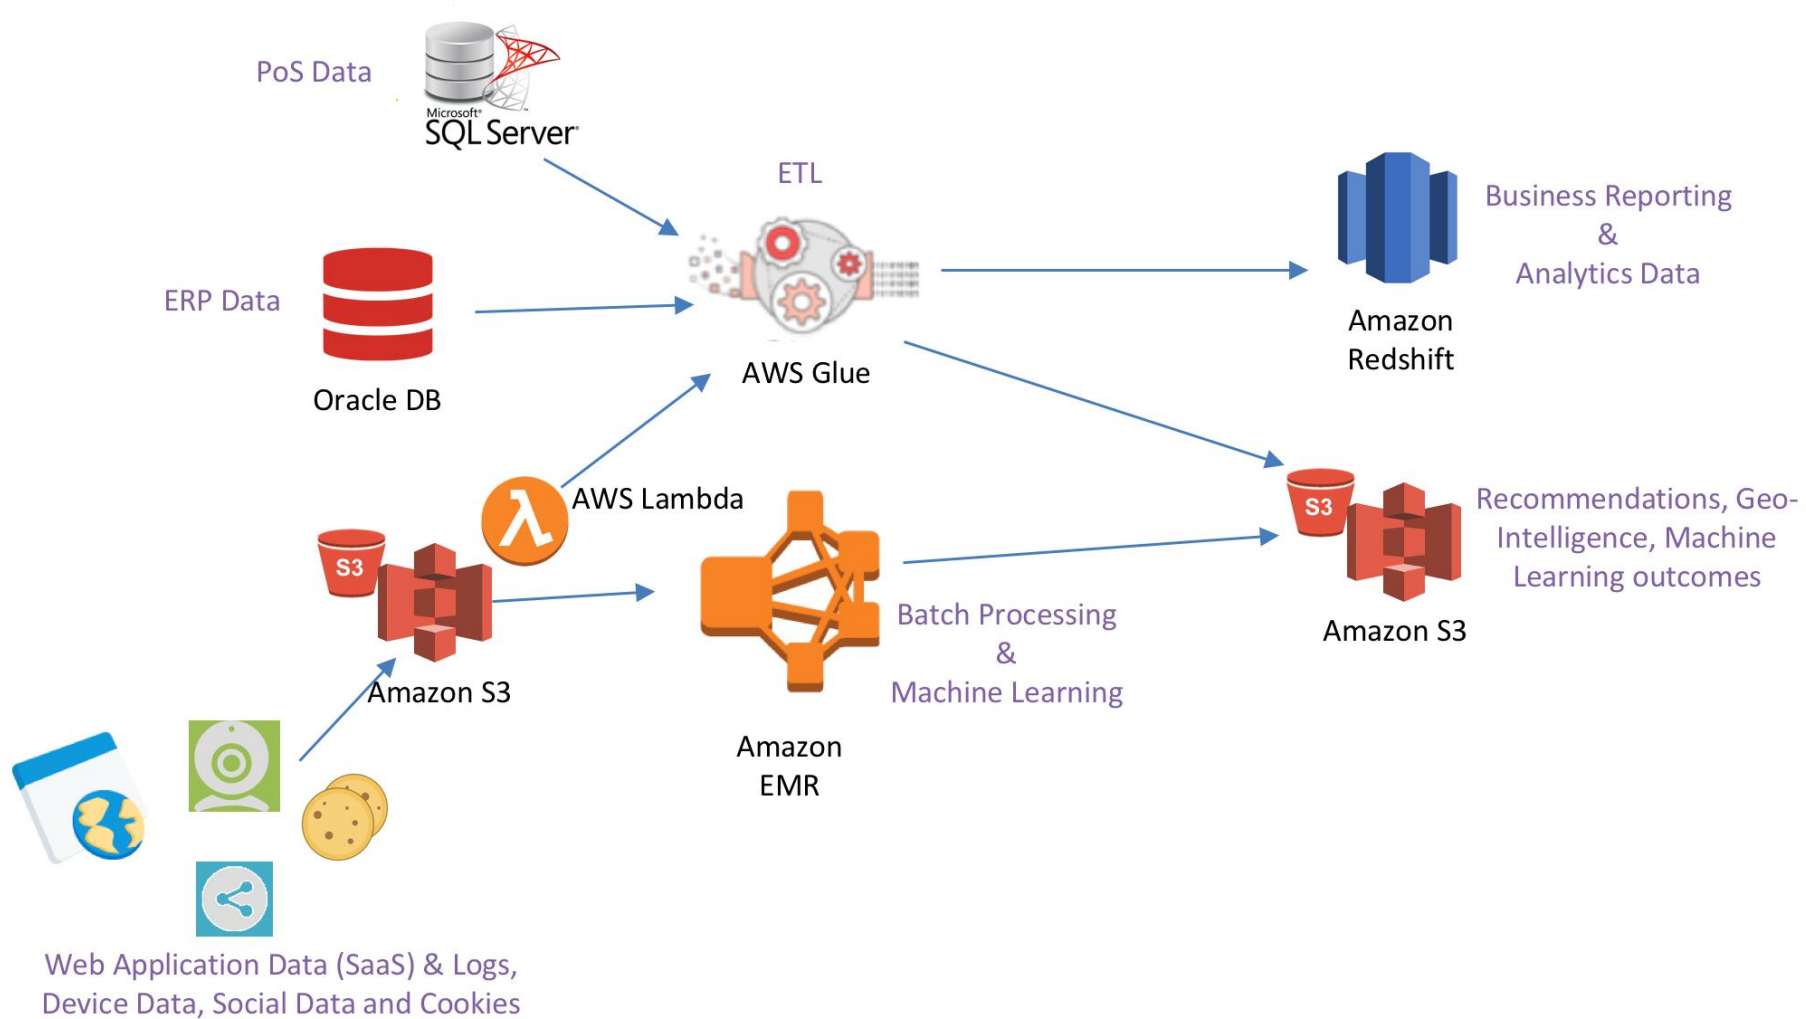 PoS Data
Microsoft®
SQL Server®
ETL
Business Reporting
&
Analytics Data
ERP Data
Amazon
Redshift
AWS Glue
Oracle DB
AWS Lambda
S3
S3
Recommendations, Geo-
Intelligence, Machine
Learning outcomes
Amazon S3
Batch Processing
&
Machine Learning
Amazon S3
Amazon
EMR
Web Application Data (SaaS) & Logs,
Device Data, Social Data and Cookies